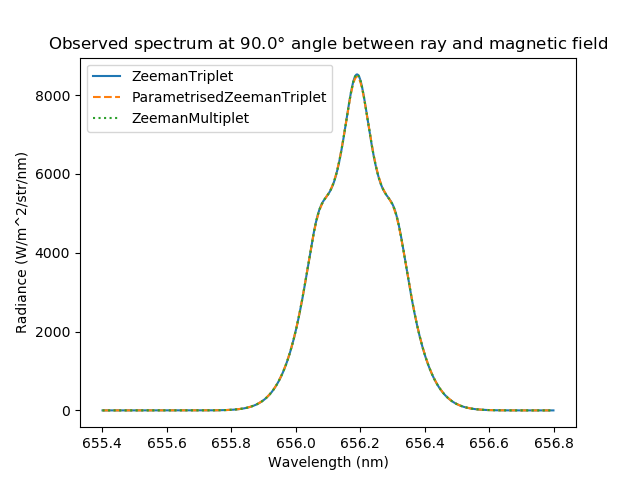 Observed spectrum at 90.0° angle between ray and magnetic field
ZeemanTriplet
ParametrisedZeemanTriplet
ZeemanMultiplet
Radiance (W/m^2/str/nm)
8000
6000
4000
2000
0
655.4 655.6 655.8 656.0 656.2 656.4 656.6 656.8
Wavelength (nm)